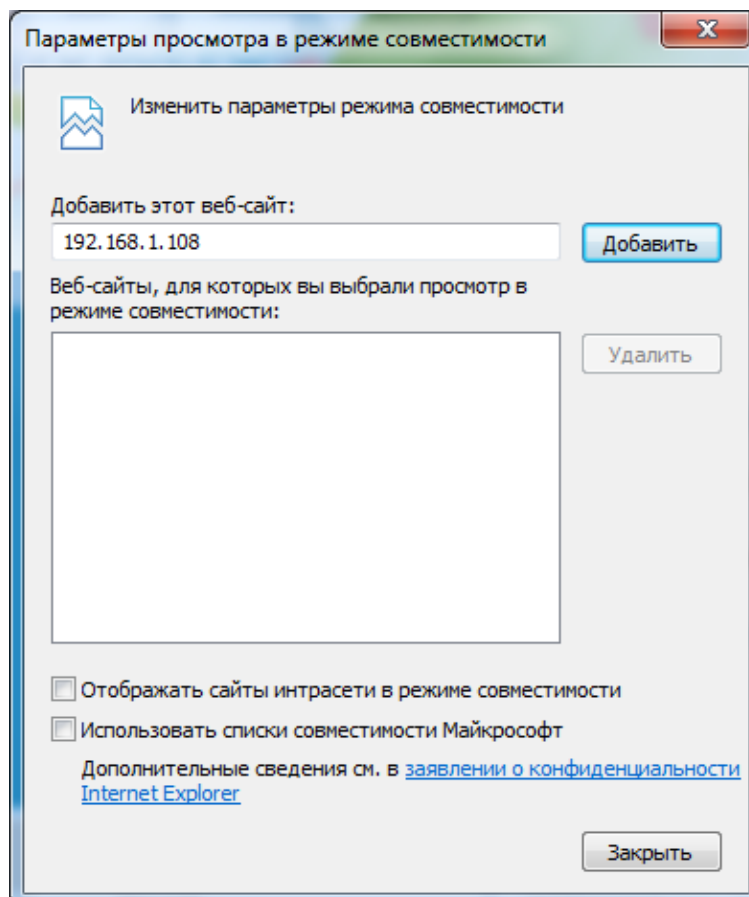 Параметры просмотра в режиме совместимости
Изменить параметры режима совместимости
Добавить этот веб-сайт:
192.168.1.108
Добавить
Веб-сайты, для которых вы выбрали просмотр в
режиме совместимости:
Удалить
Отображать сайты интрасети в режиме совместимости
Использовать списки совместимости Майкрософт
Дополнительные сведения см. в заявлении о конфиденциальности
Internet Explorer
Закрыть